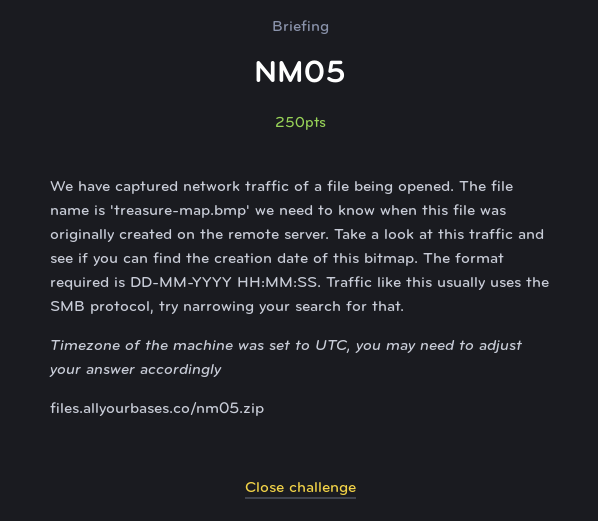 Briefing
NM05
250pts
We have captured network traffic of a file being opened. The file
name is 'treasure-map.bmp' we need to know when this file was
originally created on the remote server. Take a look at this traffic and
see if you can find the creation date of this bitmap. The format
required is DD-MM-YYYY HH:MM:SS. Traffic like this usually uses the
SMB protocol, try narrowing your search for that.
Timezone of the machine was set to UTC, you may need to adjust
your answer accordingly
files.allyourbases.co/nm05.zip
Close challenge